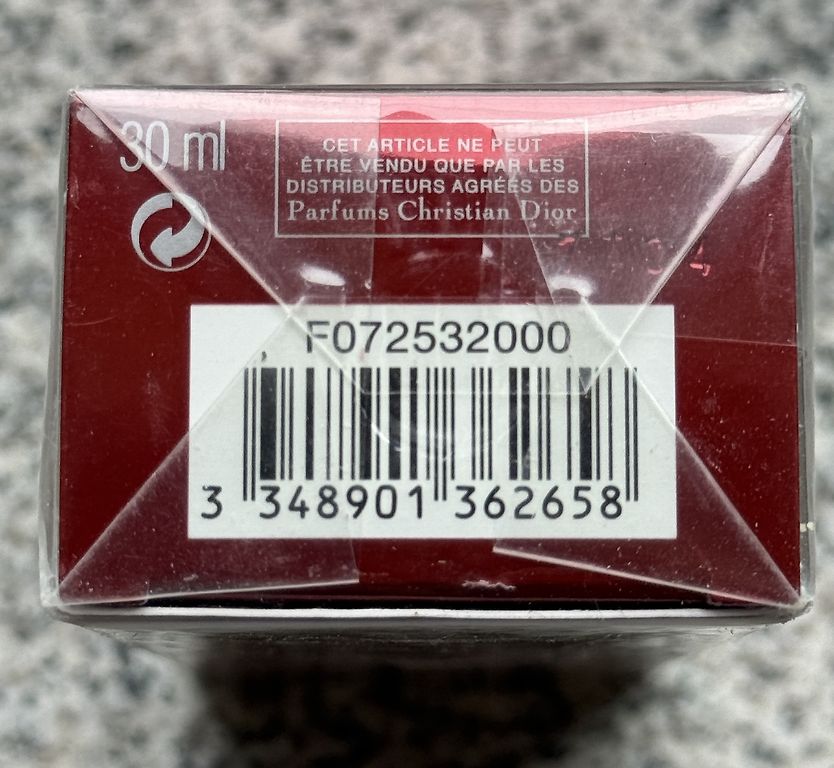 30 ml
CET ARTICLE NE PEUT
ÊTRE VENDU QUE PAR LES
DISTRIBUTEURS AGRÉÉS DES
Parfums Christian Dior
F072532000
3 348901 362658